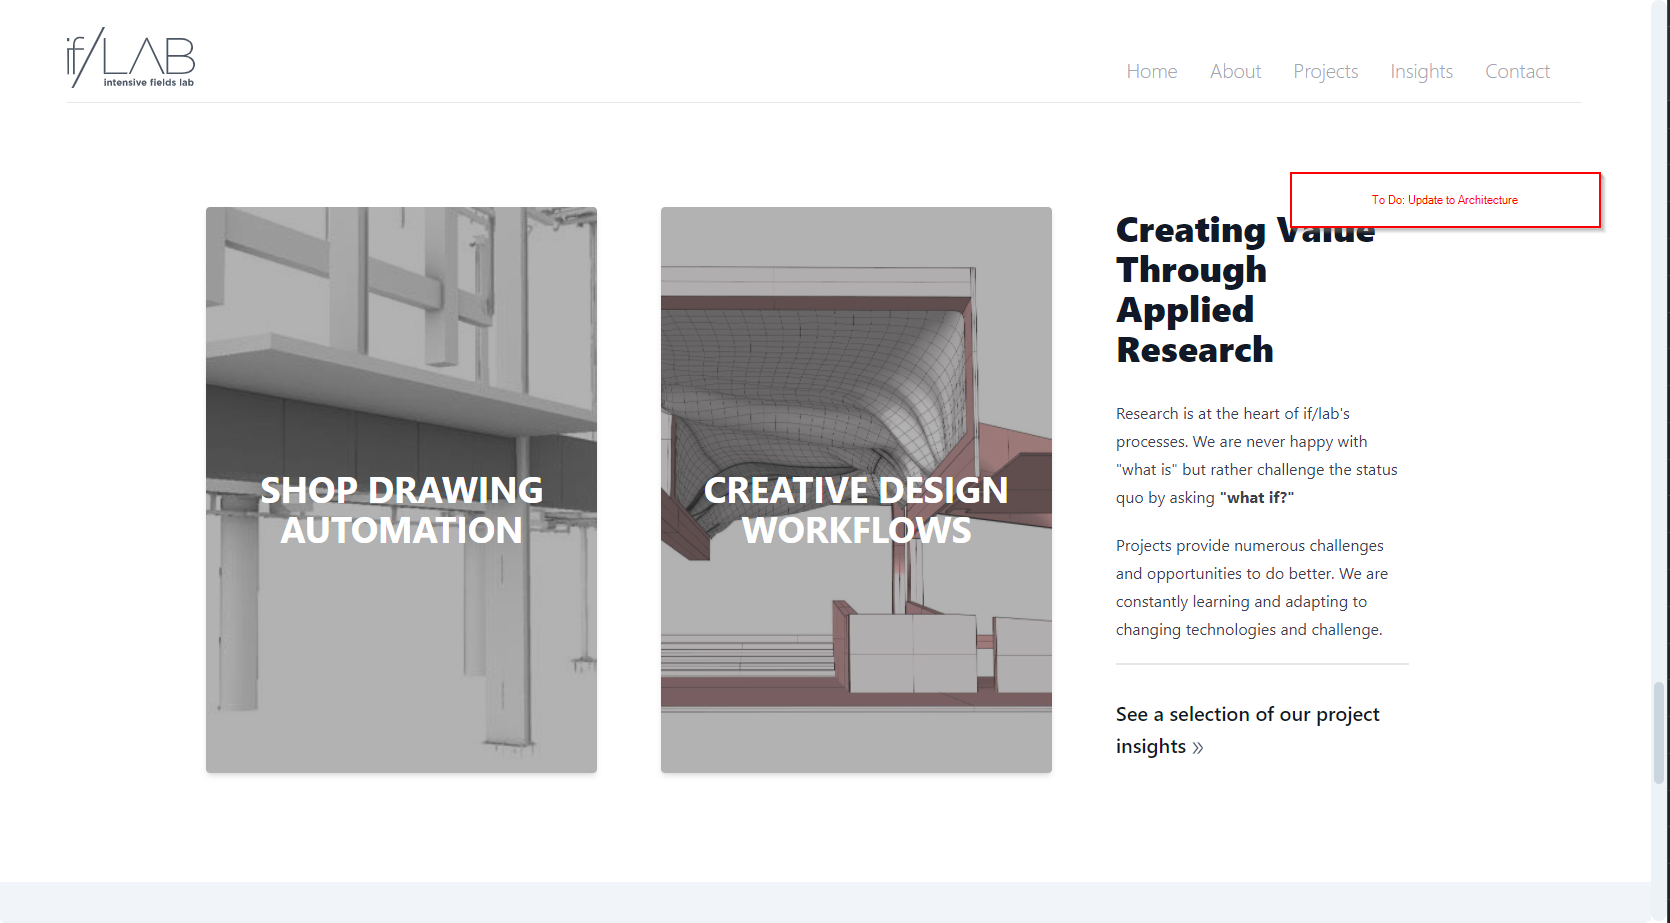 if/LAB
intensive fields lab
Home About Projects Insights Contact
To Do: Update to Architecture
SHOP DRAWING
AUTOMATION
CREATIVE DESIGN
WORKFLOWS
Creating Value
Through
Applied
Research
Research is at the heart of if/lab's
processes. We are never happy with
"what is" but rather challenge the status
quo by asking "what if?"
Projects provide numerous challenges
and opportunities to do better. We are
constantly learning and adapting to
changing technologies and challenge.
See a selection of our project
insights »